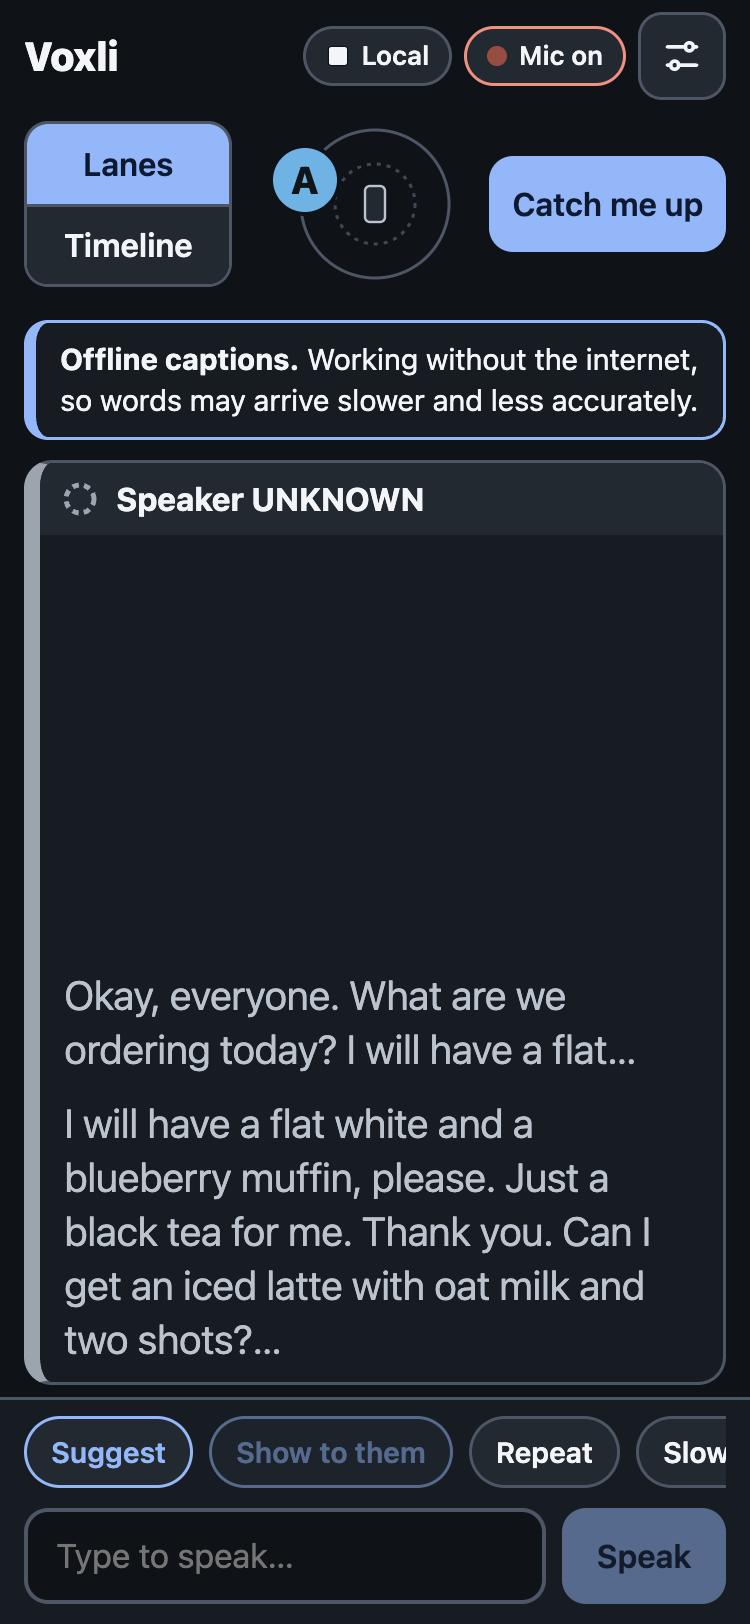 Voxli
Local
Mic on
Lanes
Timeline
A
Catch me up
Offline captions. Working without the internet,
so words may arrive slower and less accurately.
Speaker UNKNOWN
Okay, everyone. What are we
ordering today? I will have a flat...
I will have a flat white and a
blueberry muffin, please. Just a
black tea for me. Thank you. Can I
get an iced latte with oat milk and
two shots?...
Suggest
Show to them
Repeat
Slow
Type to speak...
Speak